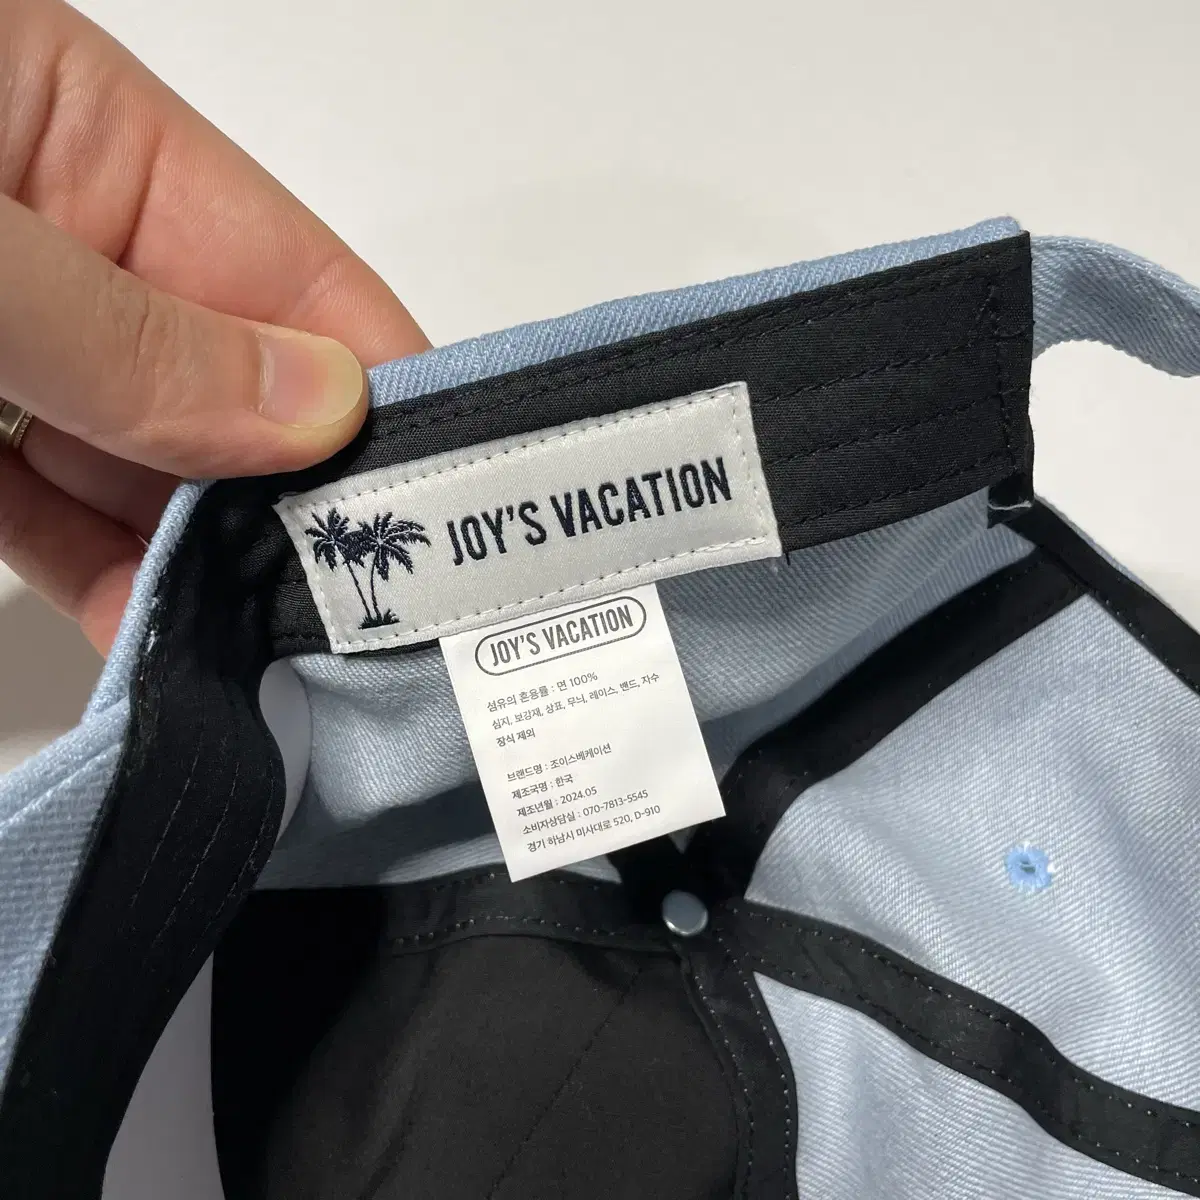 JOY'S VACATION
JOY'S VACATION
섬유의 혼용률 : 면 100%
심지, 보강재, 상표, 무늬, 레이스, 밴드, 자수
장식 제외
브랜드명 : 조이스베케이션
제조국명 : 한국
제조년월 : 2024.05
소비자상담실 : 070-7813-5545
경기 하남시 미사대로 520, D-910